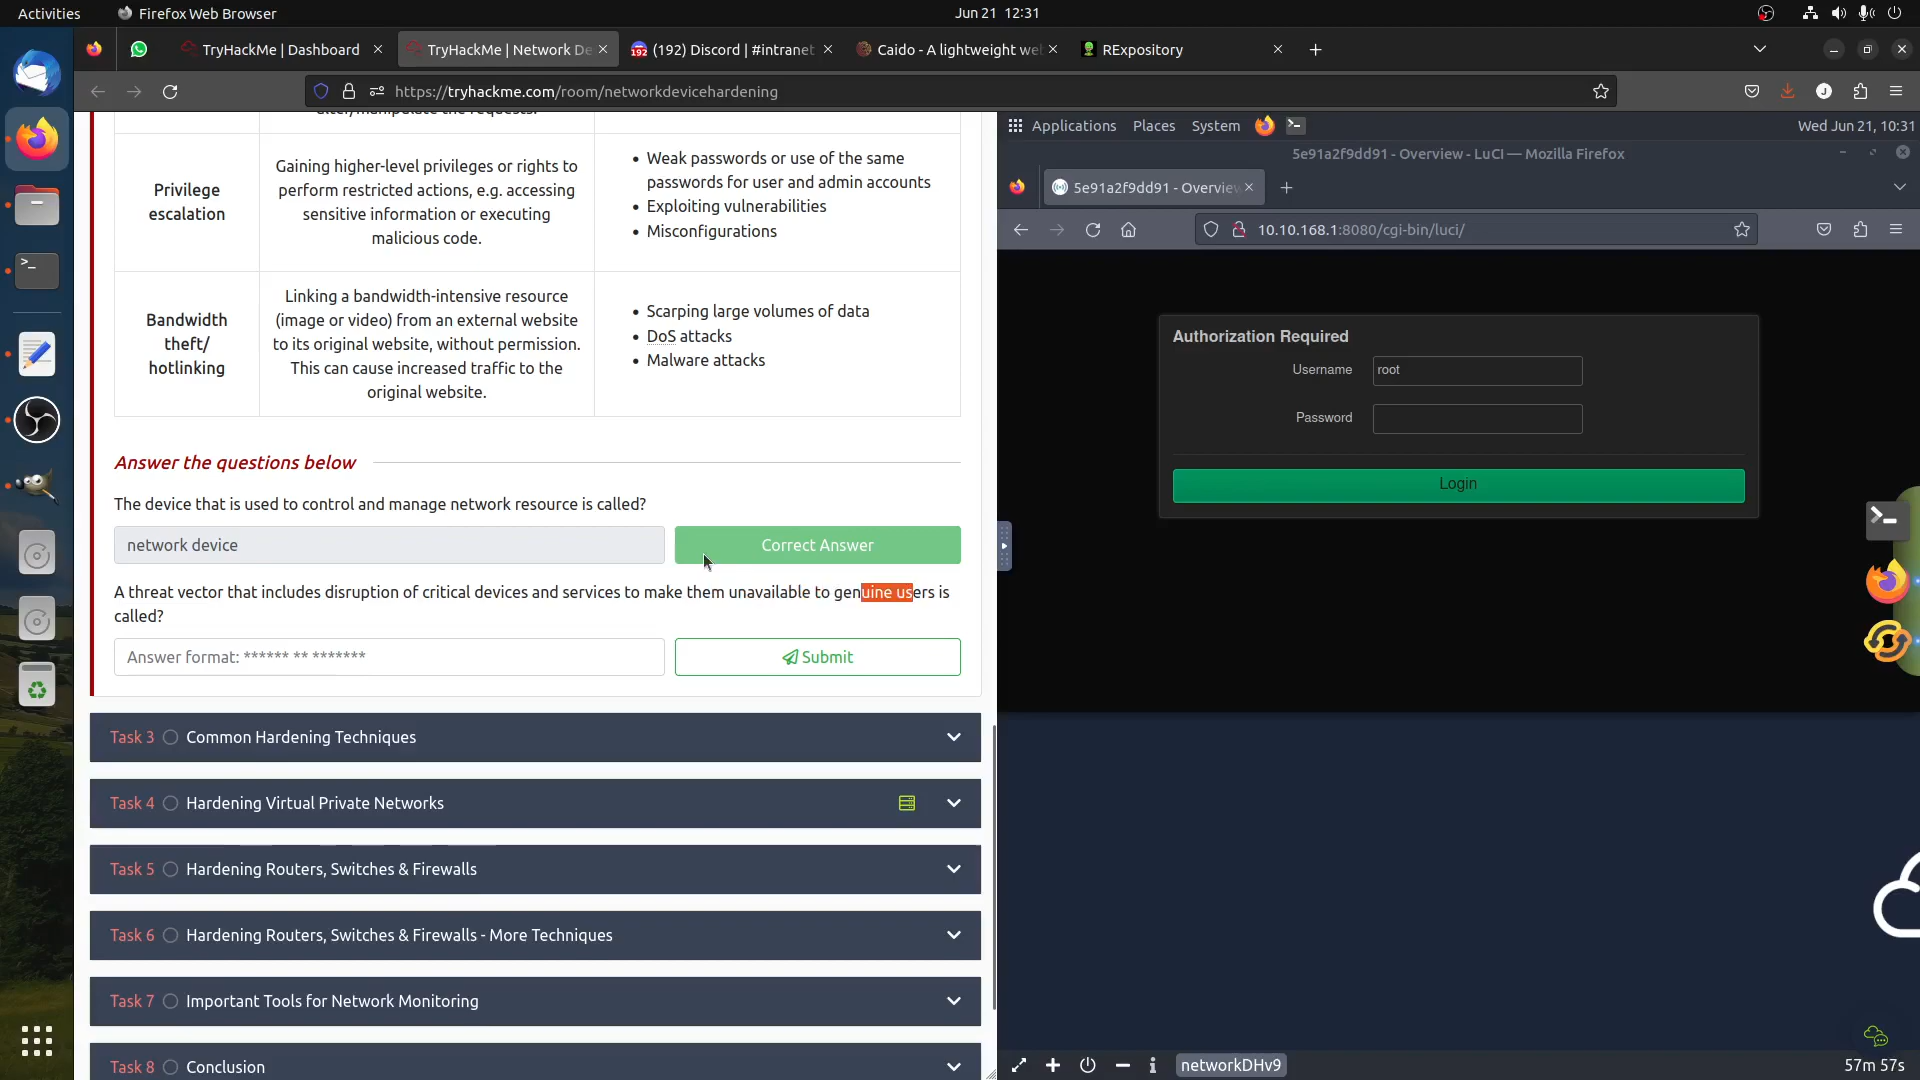 Activities
Firefox Web Browser
Jun 21 12:31
TryHackMe | Dashboard
TryHackMe | Network De
(192) Discord | #intranet
Caido - A lightweight we
RExpository
https://tryhackme.com/room/networkdevicehardening
Privilege
escalation
Gaining higher-level privileges or rights to
perform restricted actions, e.g. accessing
sensitive information or executing
malicious code.
Weak passwords or use of the same
passwords for user and admin accounts
Exploiting vulnerabilities
Misconfigurations
Bandwidth
theft/
hotlinking
Linking a bandwidth-intensive resource
(image or video) from an external website
to its original website, without permission.
This can cause increased traffic to the
original website.
Scarping large volumes of data
DoS attacks
Malware attacks
Answer the questions below
The device that is used to control and manage network resource is called?
network device
Correct Answer
A threat vector that includes disruption of critical devices and services to make them unavailable to genuine users is
called?
Answer format: ****** ** *******
Submit
Task 3 Common Hardening Techniques
Task 4 Hardening Virtual Private Networks
Task 5 Hardening Routers, Switches & Firewalls
Task 6 Hardening Routers, Switches & Firewalls - More Techniques
Task 7 Important Tools for Network Monitoring
Task 8 Conclusion
Applications Places System
Wed Jun 21, 10:31
5e91a2f9dd91 - Overview - LuCI — Mozilla Firefox
5e91a2f9dd91 - Overview
10.10.168.1:8080/cgi-bin/luci/
Authorization Required
Username
root
Password
Login
networkDHv9
57m 57s